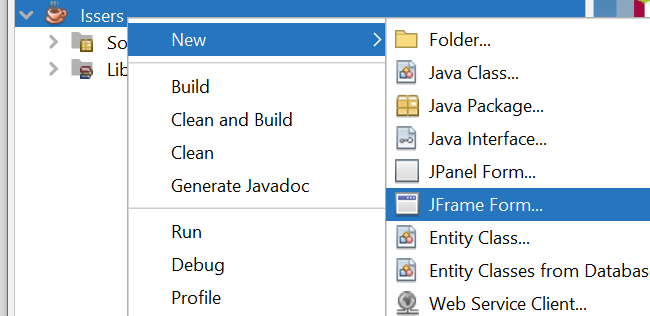 Issers
So
Lib
New
Build
Clean and Build
Clean
Generate Javadoc
Run
Debug
Profile
Folder...
Java Class...
Java Package...
Java Interface...
JPanel Form...
JFrame Form...
Entity Class...
Entity Classes from Database
Web Service Client...